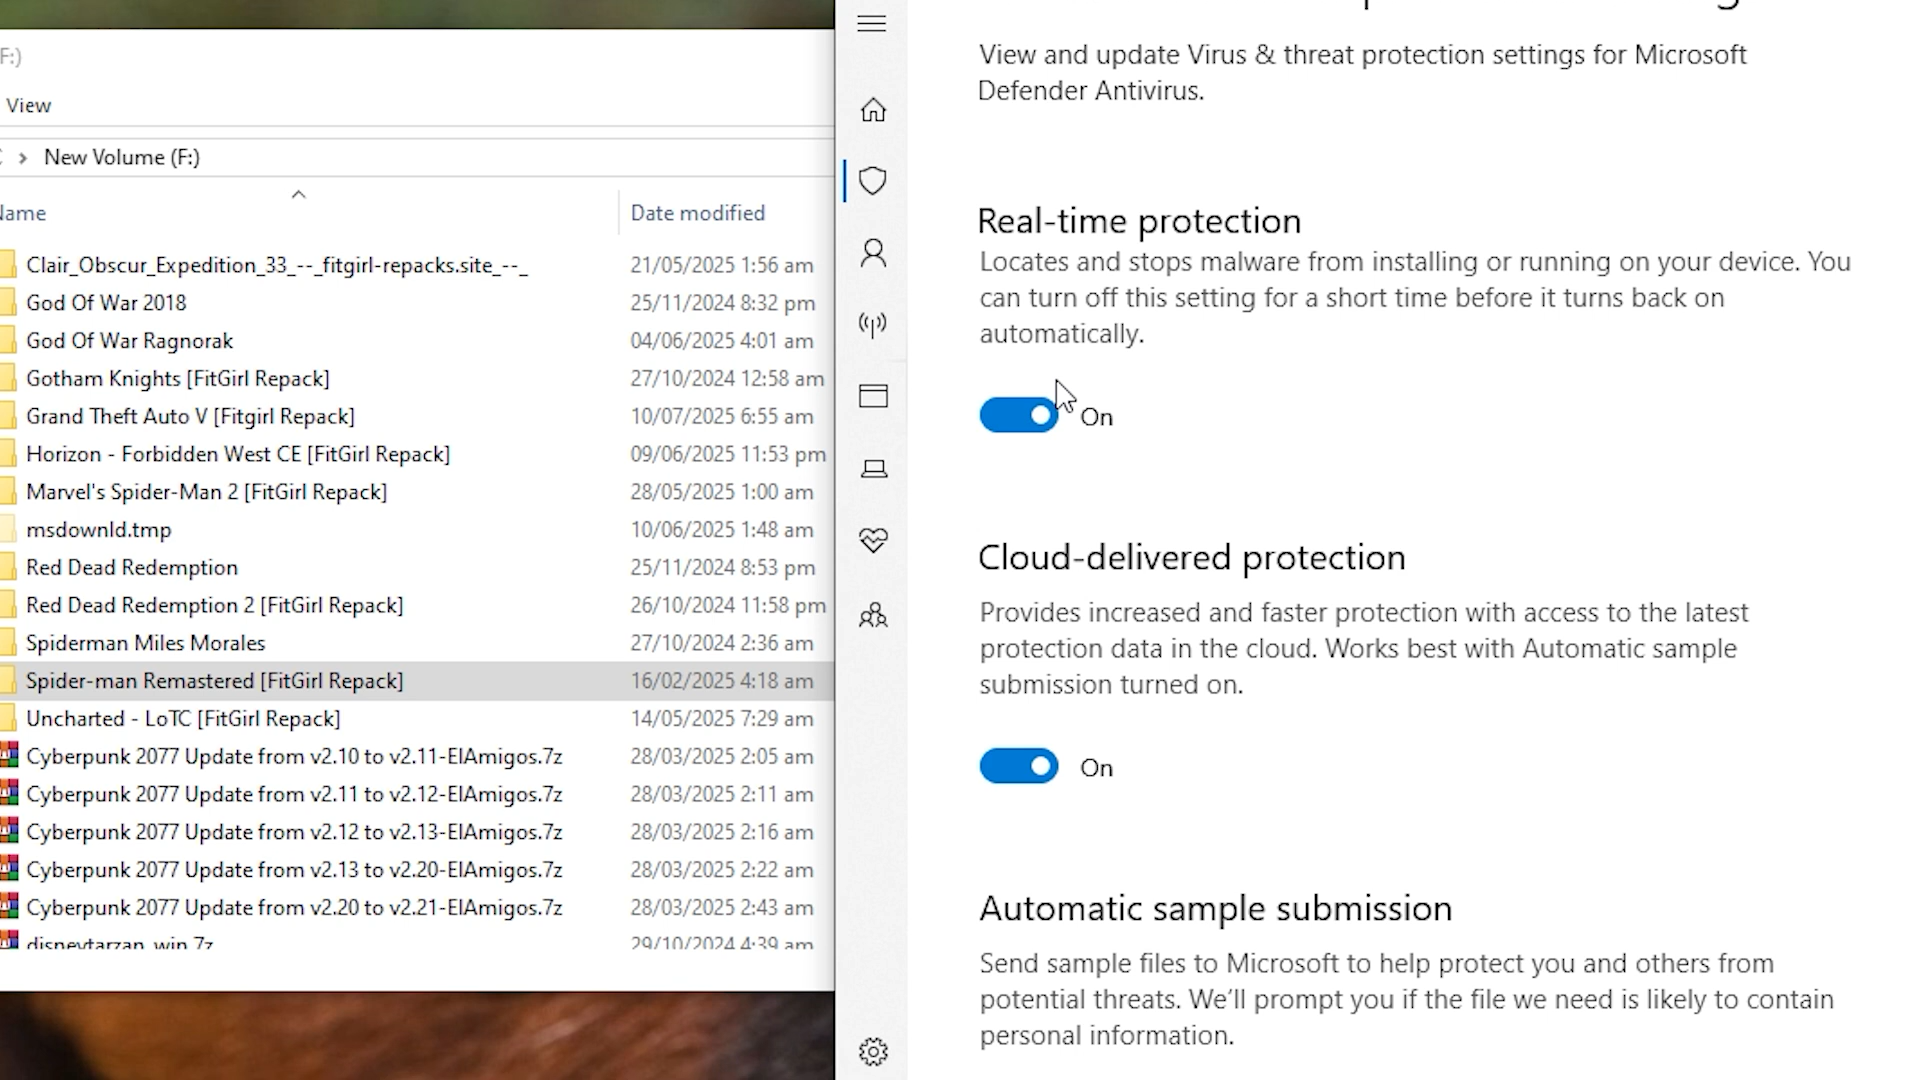 F:)
View
New Volume (F:)
Name Date modified
Clair_Obscur_Expedition_33_--_fitgirl-repacks.site_--_ 21/05/2025 1:56 am
God Of War 2018 25/11/2024 8:32 pm
God Of War Ragnorak 04/06/2025 4:01 am
Gotham Knights [FitGirl Repack] 27/10/2024 12:58 am
Grand Theft Auto V [Fitgirl Repack] 10/07/2025 6:55 am
Horizon - Forbidden West CE [FitGirl Repack] 09/06/2025 11:53 pm
Marvel's Spider-Man 2 [FitGirl Repack] 28/05/2025 1:00 am
msdownld.tmp 10/06/2025 1:48 am
Red Dead Redemption 25/11/2024 8:53 pm
Red Dead Redemption 2 [FitGirl Repack] 26/10/2024 11:58 pm
Spiderman Miles Morales 27/10/2024 2:36 am
Spider-man Remastered [FitGirl Repack] 16/02/2025 4:18 am
Uncharted - LoTC [FitGirl Repack] 14/05/2025 7:29 am
Cyberpunk 2077 Update from v2.10 to v2.11-ElAmigos.7z 28/03/2025 2:05 am
Cyberpunk 2077 Update from v2.11 to v2.12-ElAmigos.7z 28/03/2025 2:11 am
Cyberpunk 2077 Update from v2.12 to v2.13-ElAmigos.7z 28/03/2025 2:16 am
Cyberpunk 2077 Update from v2.13 to v2.20-ElAmigos.7z 28/03/2025 2:22 am
Cyberpunk 2077 Update from v2.20 to v2.21-ElAmigos.7z 28/03/2025 2:43 am
disneytarzan_win.7z 29/10/2024 4:39 am
View and update Virus & threat protection settings for Microsoft
Defender Antivirus.
Real-time protection
Locates and stops malware from installing or running on your device. You
can turn off this setting for a short time before it turns back on
automatically.
On
Cloud-delivered protection
Provides increased and faster protection with access to the latest
protection data in the cloud. Works best with Automatic sample
submission turned on.
On
Automatic sample submission
Send sample files to Microsoft to help protect you and others from
potential threats. We'll prompt you if the file we need is likely to contain
personal information.